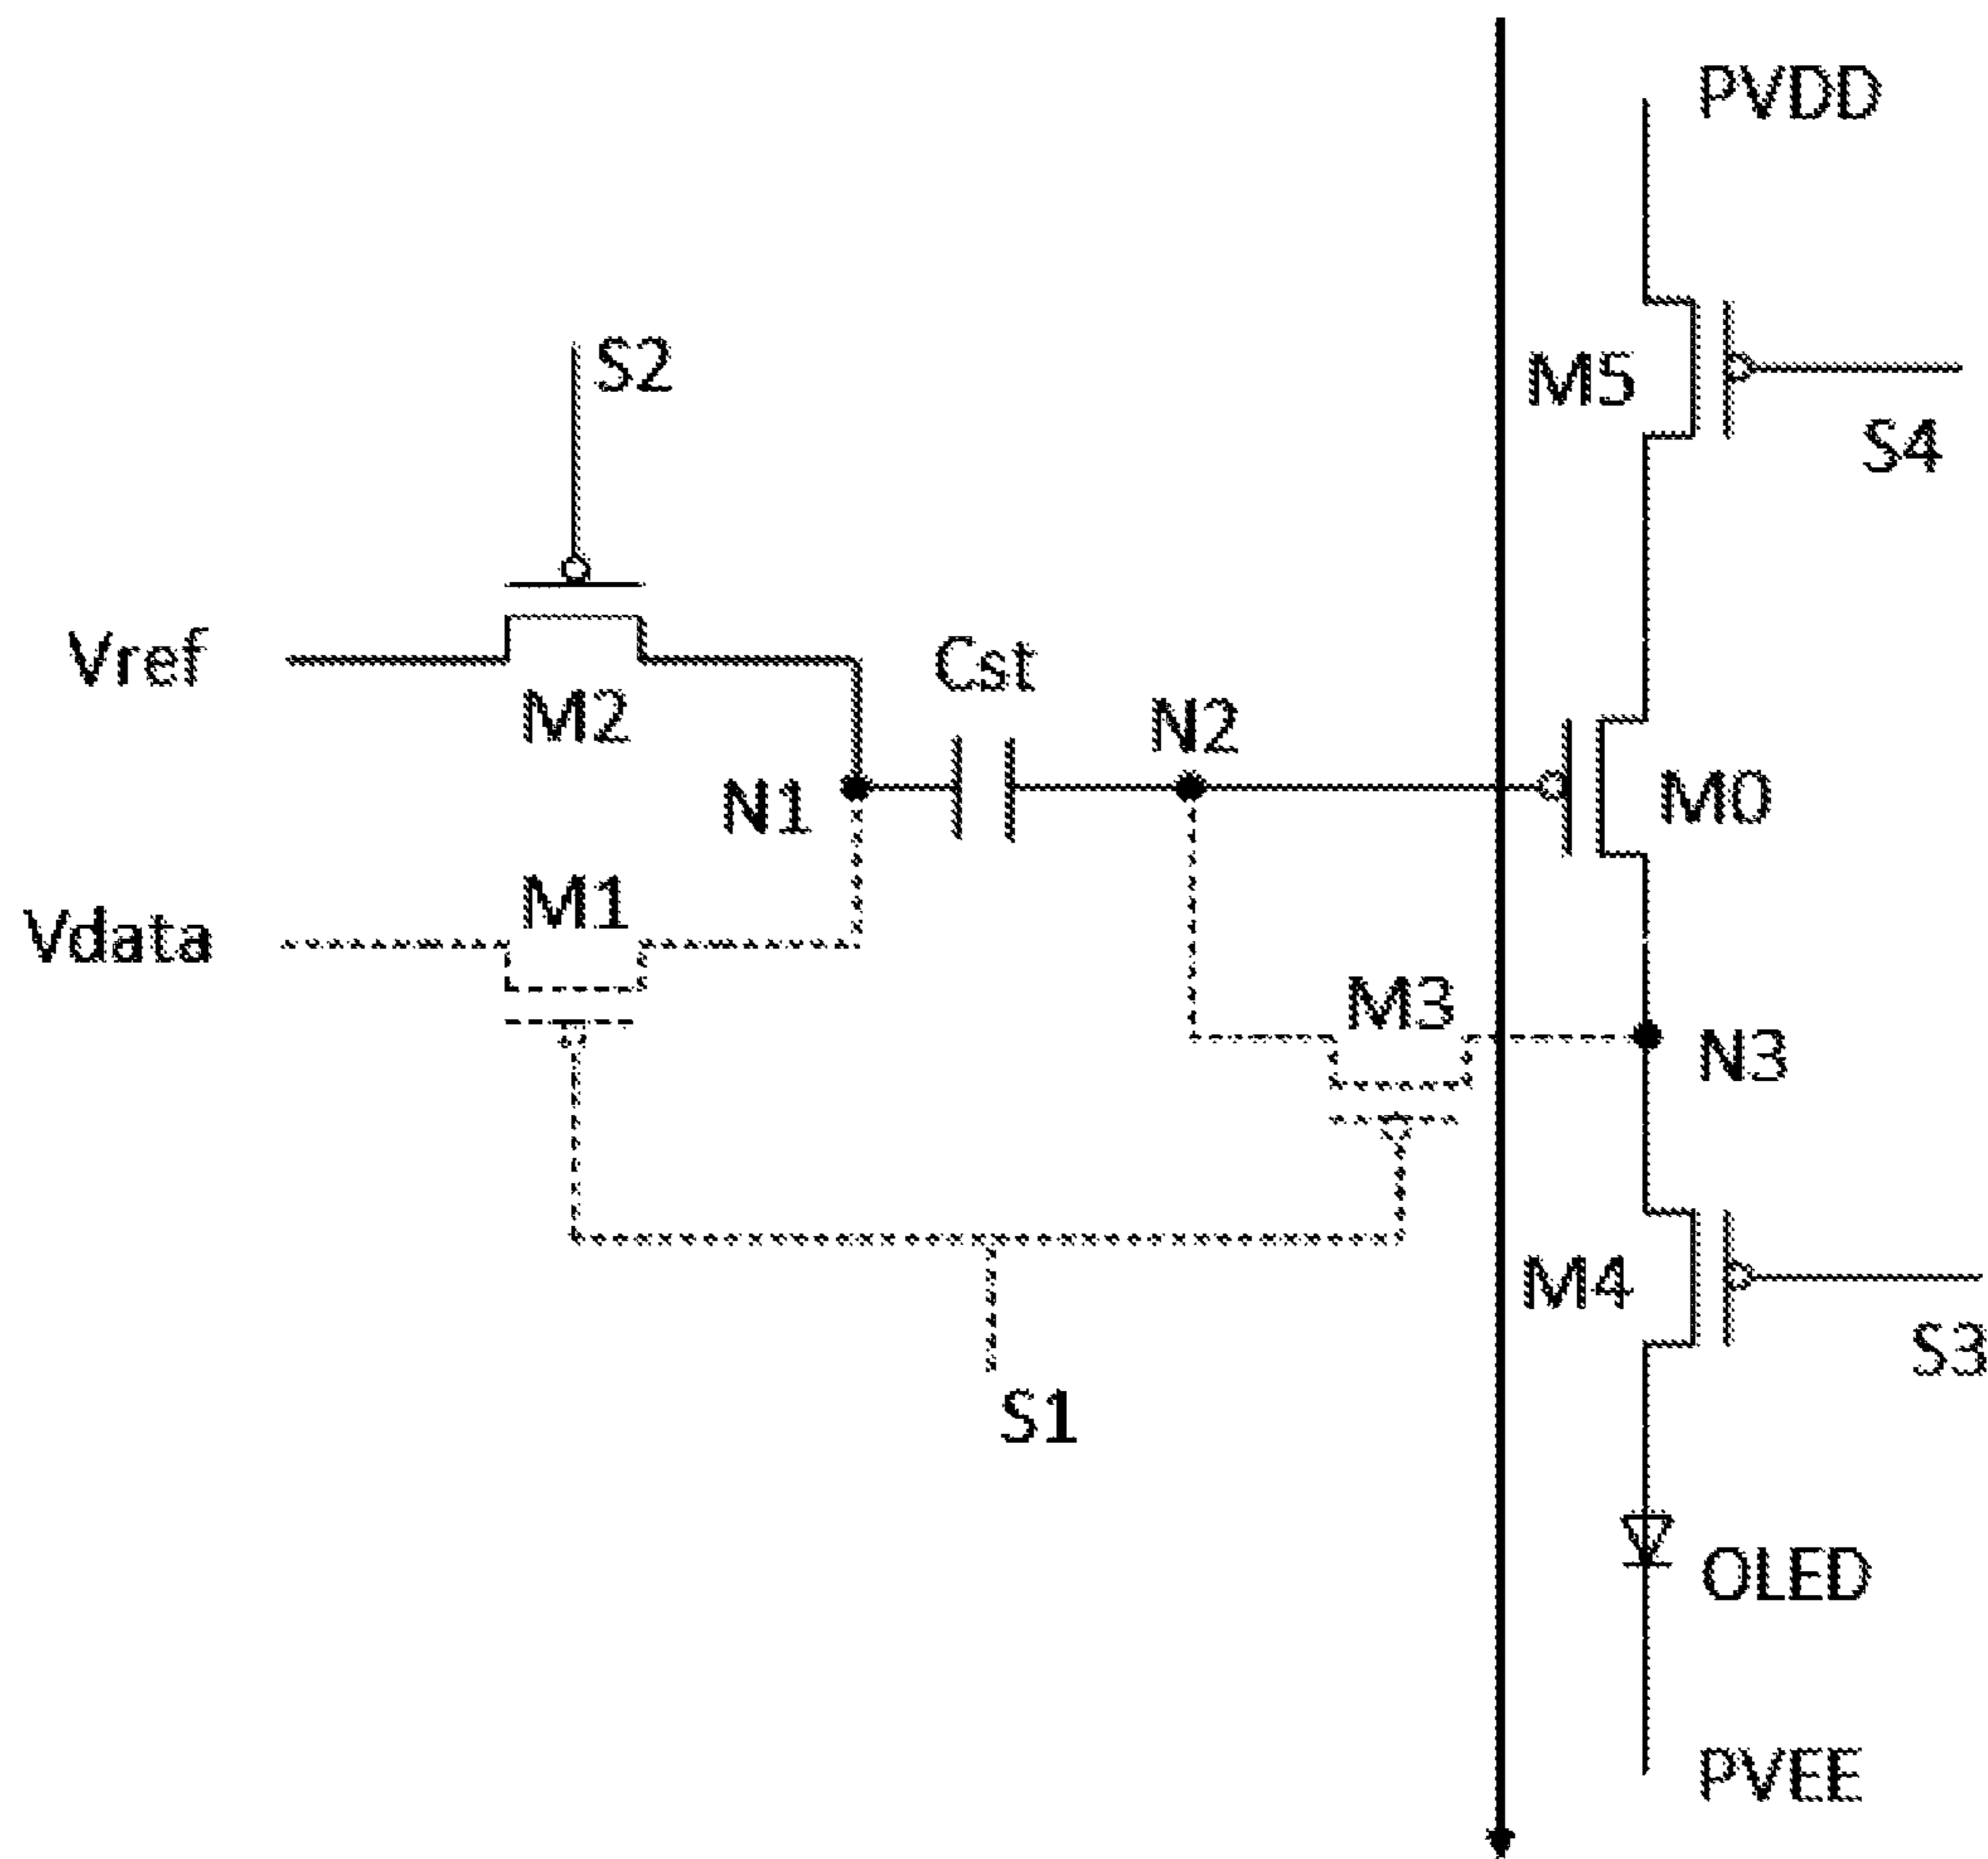 PVDD
S2
M5
S4
Vref
Cst
M2
N2
N1
M0
M1
Vdata
M3
N3
M4
S3
S1
OLED
PVEE